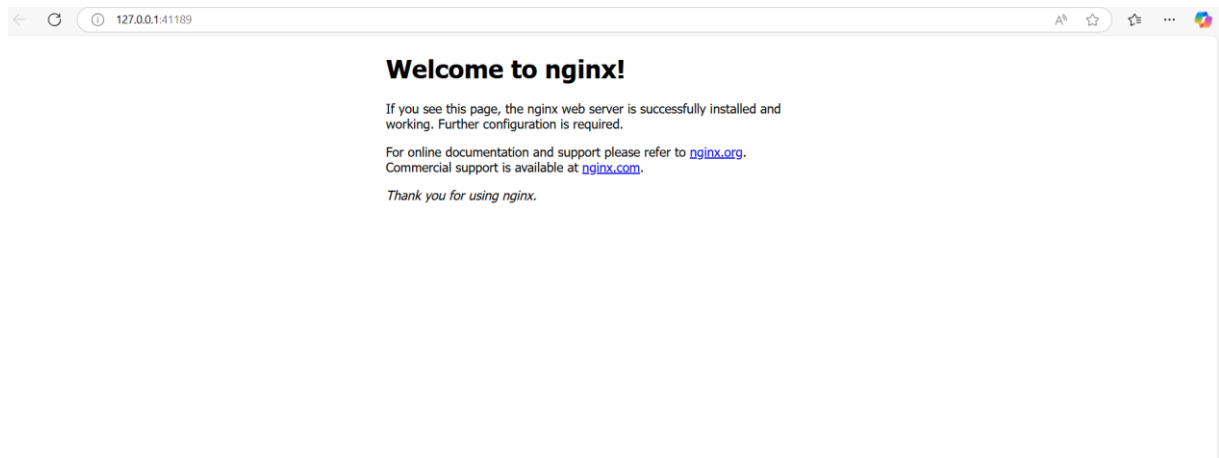 127.0.0.1:41189
Welcome to nginx!
If you see this page, the nginx web server is successfully installed and
working. Further configuration is required.
For online documentation and support please refer to nginx.org.
Commercial support is available at nginx.com.
Thank you for using nginx.